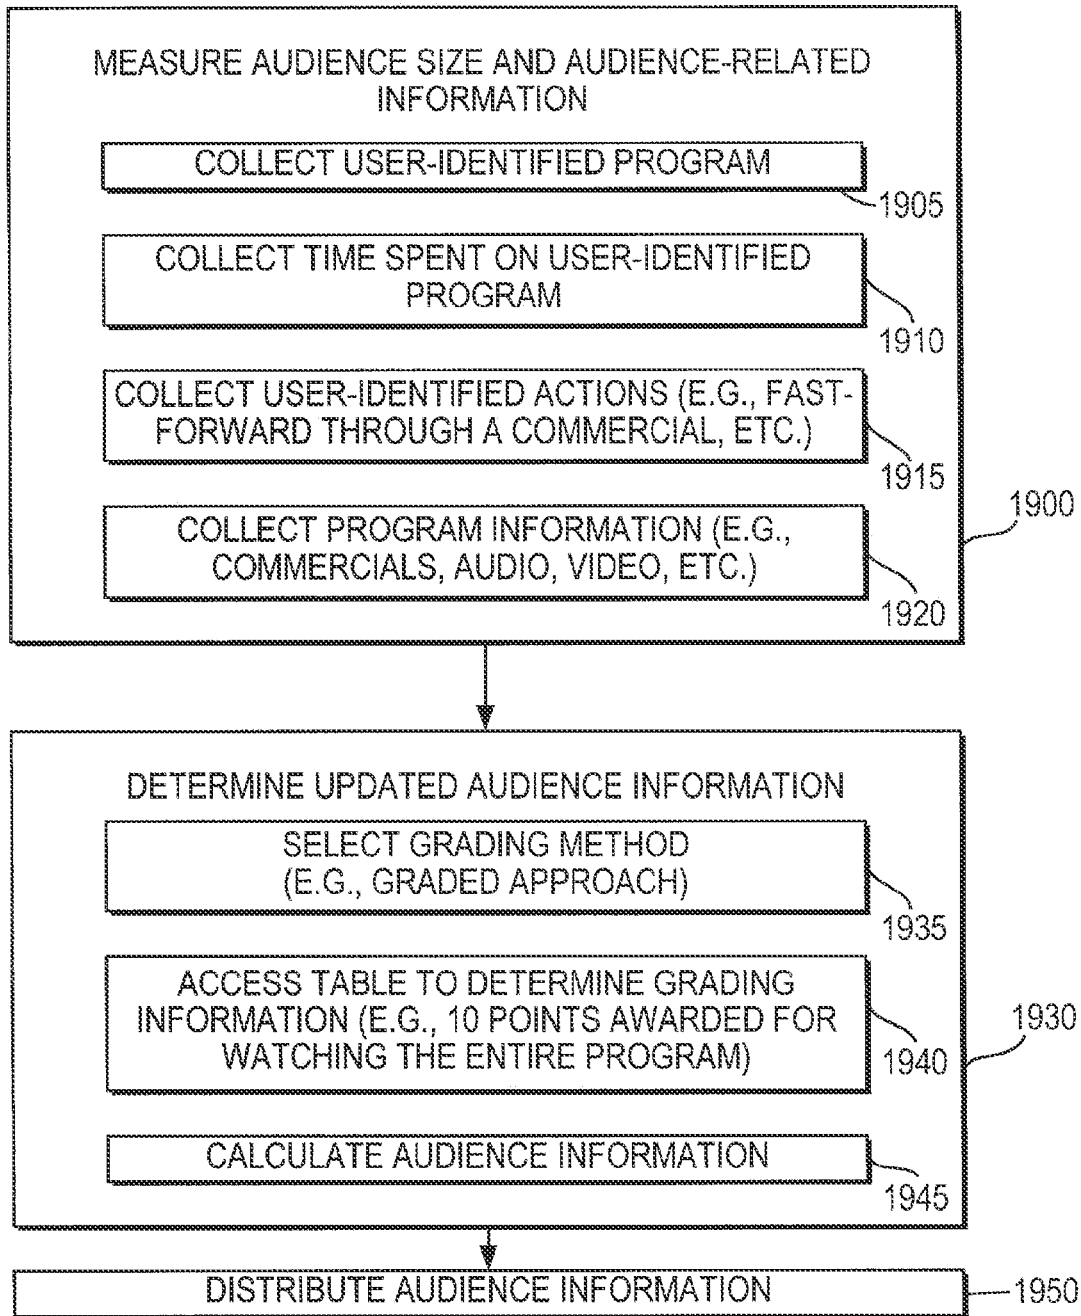 MEASURE AUDIENCE SIZE AND AUDIENCE-RELATED
INFORMATION
COLLECT USER-IDENTIFIED PROGRAM
1905
COLLECT TIME SPENT ON USER-IDENTIFIED
PROGRAM
1910
COLLECT USER-IDENTIFIED ACTIONS (E.G., FAST-
FORWARD THROUGH A COMMERCIAL, ETC.)
1915
1900
COLLECT PROGRAM INFORMATION (E.G.,
COMMERCIALS, AUDIO, VIDEO, ETC.)
1920
DETERMINE UPDATED AUDIENCE INFORMATION
SELECT GRADING METHOD
(E.G., GRADED APPROACH)
1935
ACCESS TABLE TO DETERMINE GRADING
INFORMATION (E.G., 10 POINTS AWARDED FOR
WATCHING THE ENTIRE PROGRAM)
1940
1930
CALCULATE AUDIENCE INFORMATION
1945
DISTRIBUTE AUDIENCE INFORMATION
1950